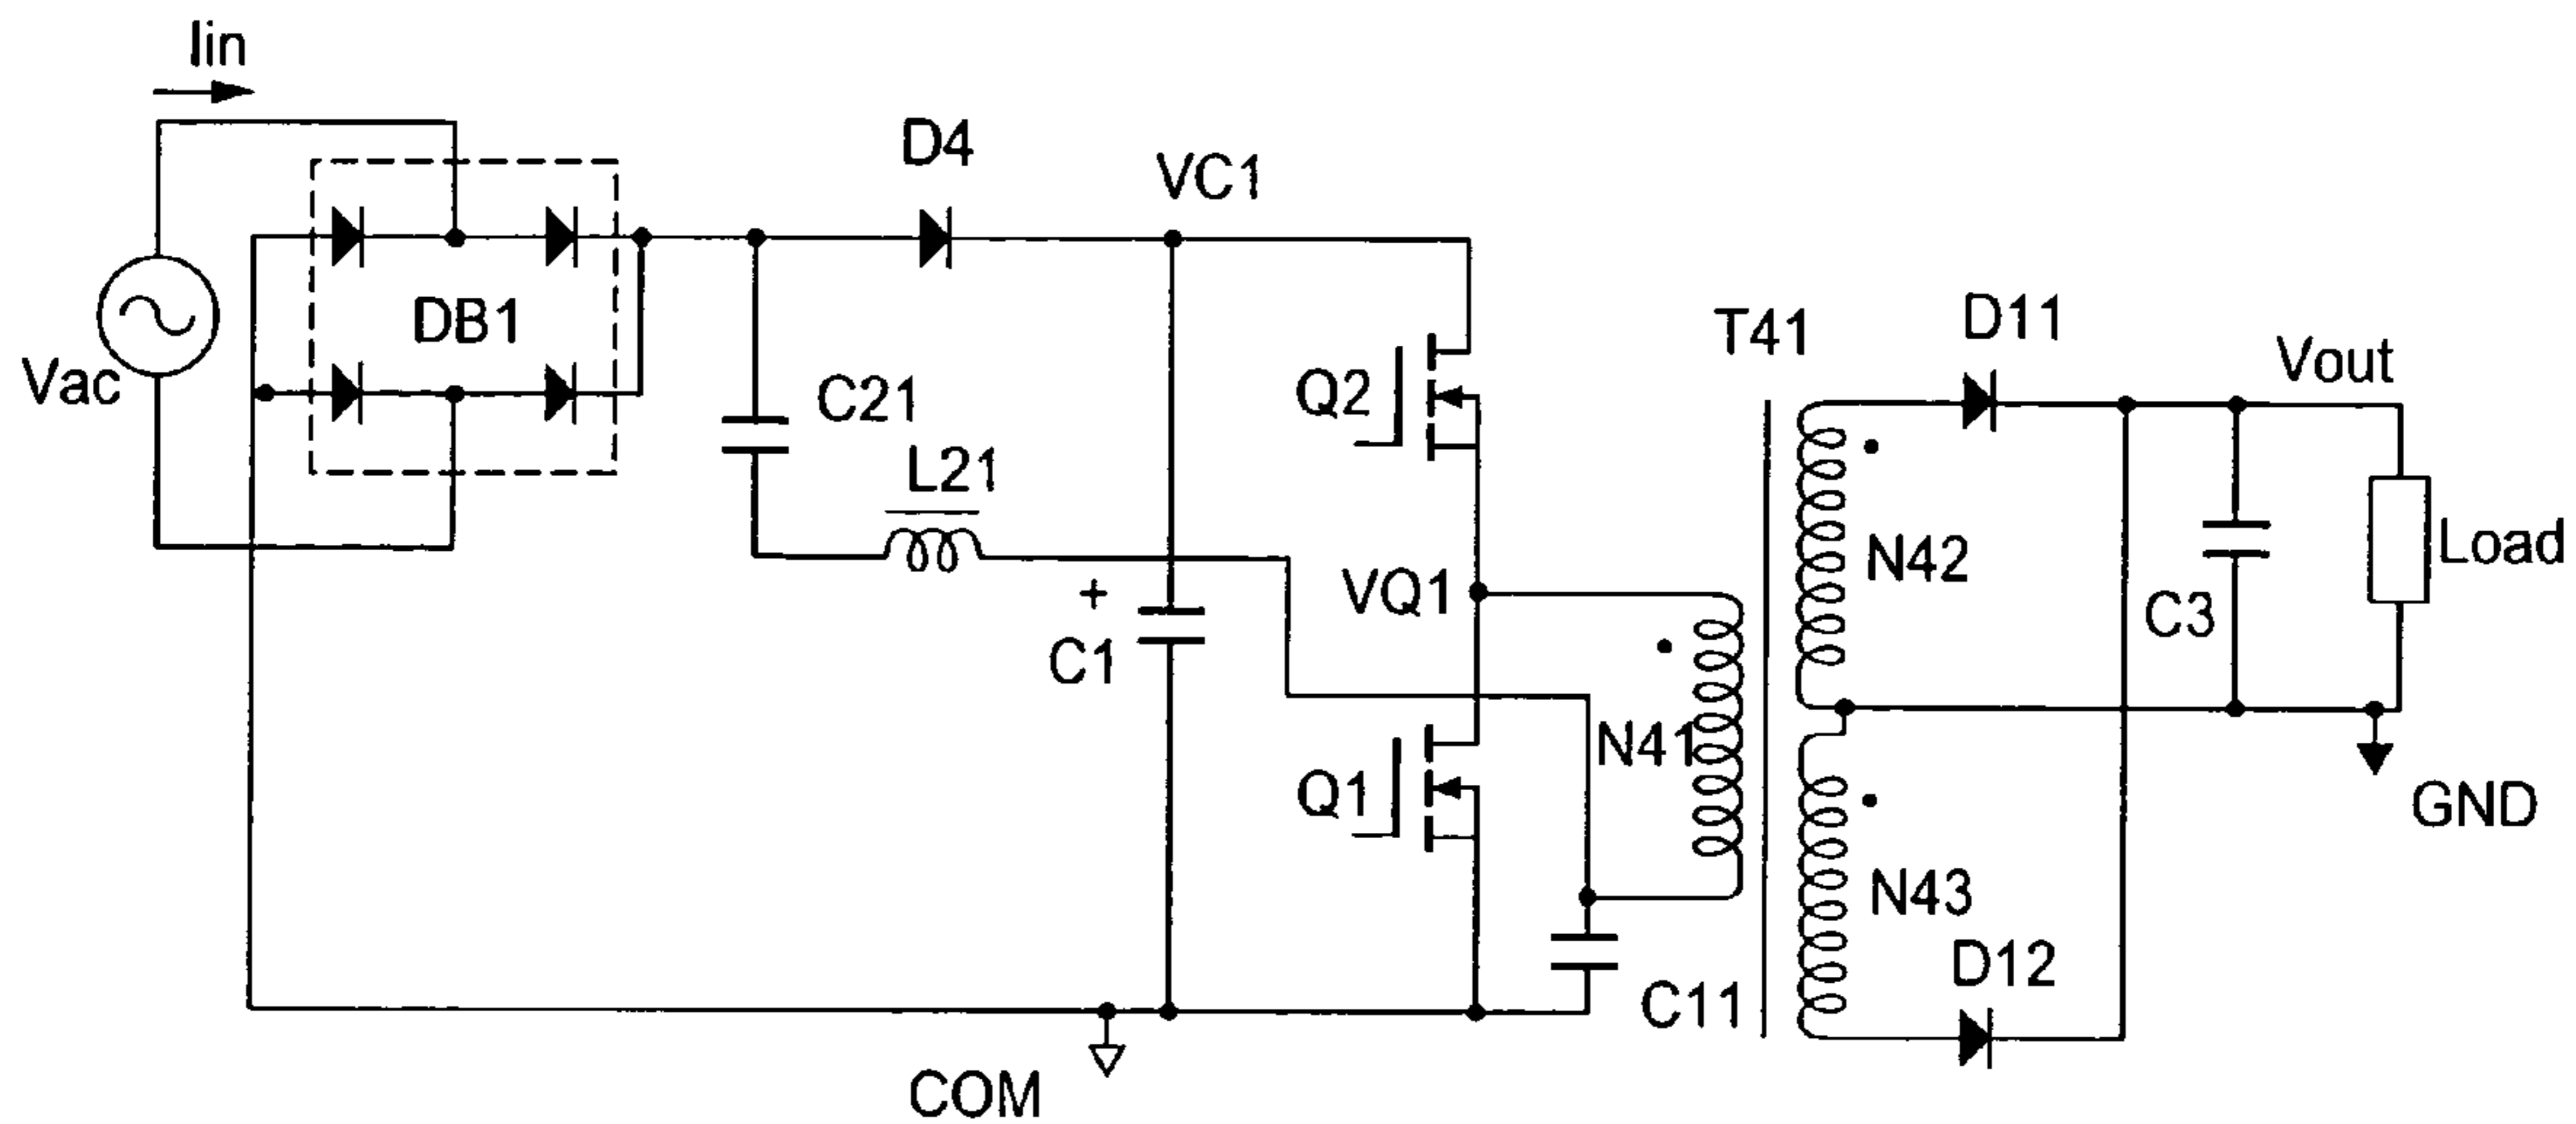 Iin
D4
VC1
DB1
Vac
C21
L21
Q2
T41
D11
Vout
N42
C3
Load
+
C1
VQ1
N41
Q1
GND
N43
D12
C11
COM